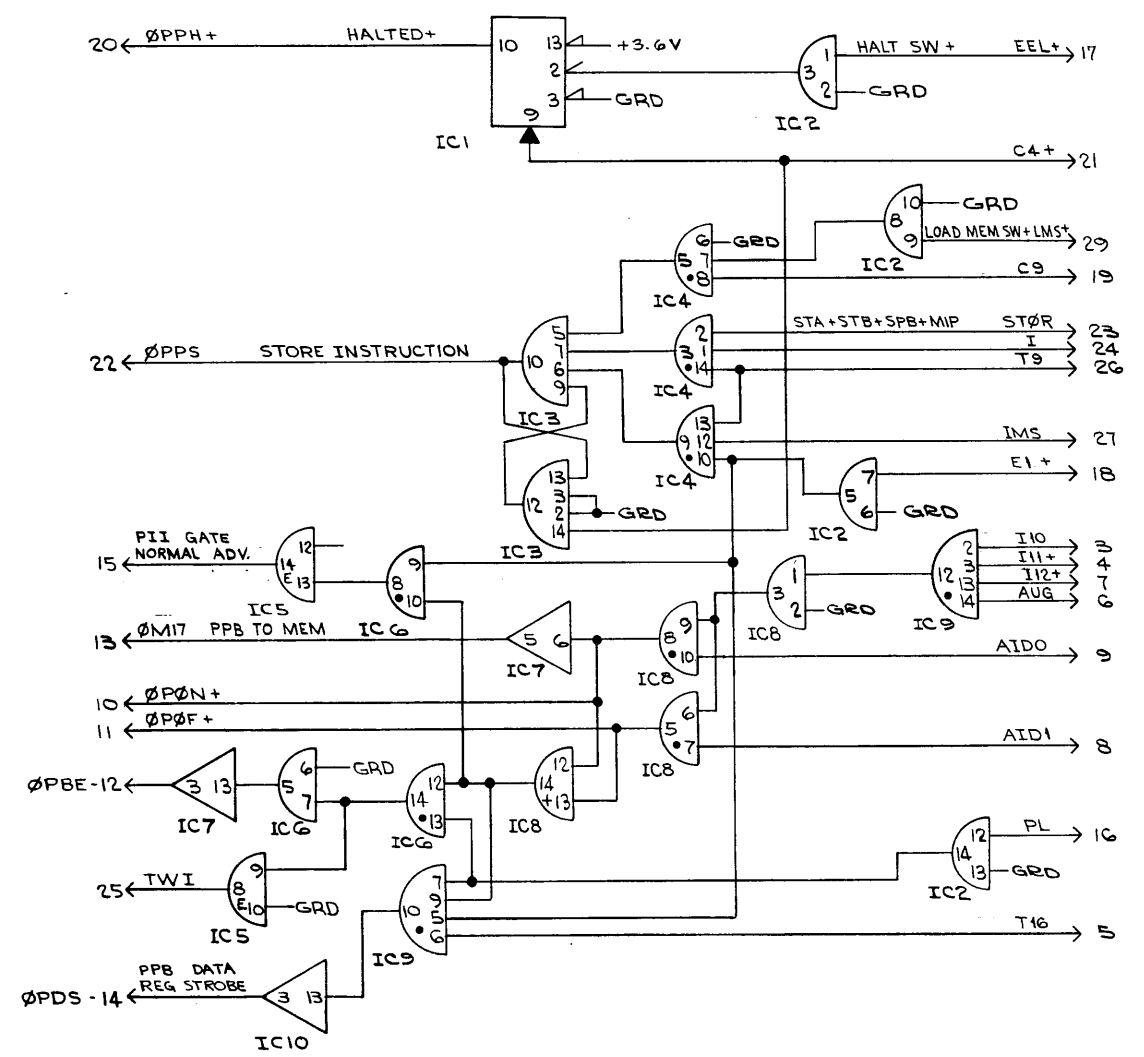 20 ØPPH+ HALTED+ 10 13 +3.6V
2 3 1 HALT SW + EEL+ 17
3 GRD 2 GRD
9
IC1 IC2
C4+ 21
10 GRD
8
9 LOAD MEM SW+LMS+ 29
IC2
6 GRD
5 7
8 C9 19
IC4
22 ØPPS STORE INSTRUCTION 10 5 7 6 9
IC3
3 2 1 14 STA+STB+SPB+MIP STØR 23
I 24
T9 26
IC4
9 13 12 10 IMS 27
IC4
E1+ 18
5 7 6 GRD
IC2
12 13 3 2 14 GRD
IC3
15 PII GATE
NORMAL ADV.
14 E 12 13
IC5
8 9 10
IC6
3 1 2 GRD
IC8
12 2 3 13 14
IC9
I10 3
I11+ 4
I12+ 7
AUG 6
13 ØM17 PPB TO MEM 5 6
IC7
8 9 10
IC8
AIDO 9
10 ØPØN+
11 ØPØF+
5 6 7
IC8
AID1 8
ØPBE-12 3 13
IC7
5 6 GRD
7
IC6
14 12 13
IC6
14 + 12 13
IC8
25 TWI 8 E 9 10 GRD
IC5
10 7 9 5 6
IC9
14 12 13 GRD
IC2
PL 16
T16 5
ØPDS-14 PPB DATA
REG STROBE
3 13
IC10